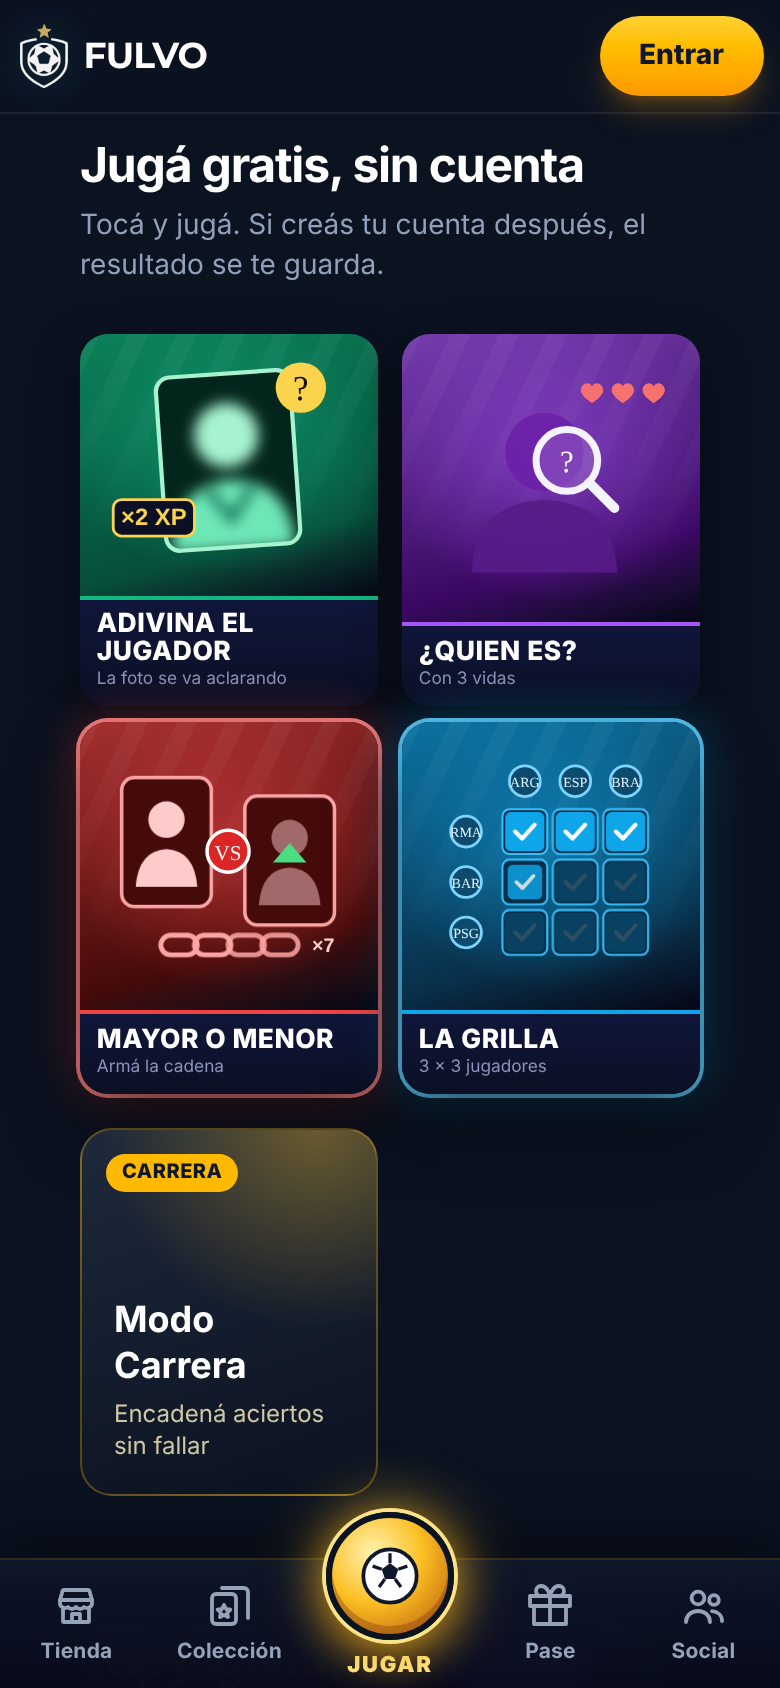 FULVO
Entrar
Jugá gratis, sin cuenta
Tocá y jugá. Si creás tu cuenta después, el
resultado se te guarda.
?
×2 XP
ADIVINA EL
JUGADOR
La foto se va aclarando
?
¿QUIEN ES?
Con 3 vidas
VS
×7
MAYOR O MENOR
Armá la cadena
ARG ESP BRA
RMA
BAR
PSG
LA GRILLA
3 × 3 jugadores
CARRERA
Modo
Carrera
Encadená aciertos
sin fallar
Tienda
Colección
JUGAR
Pase
Social